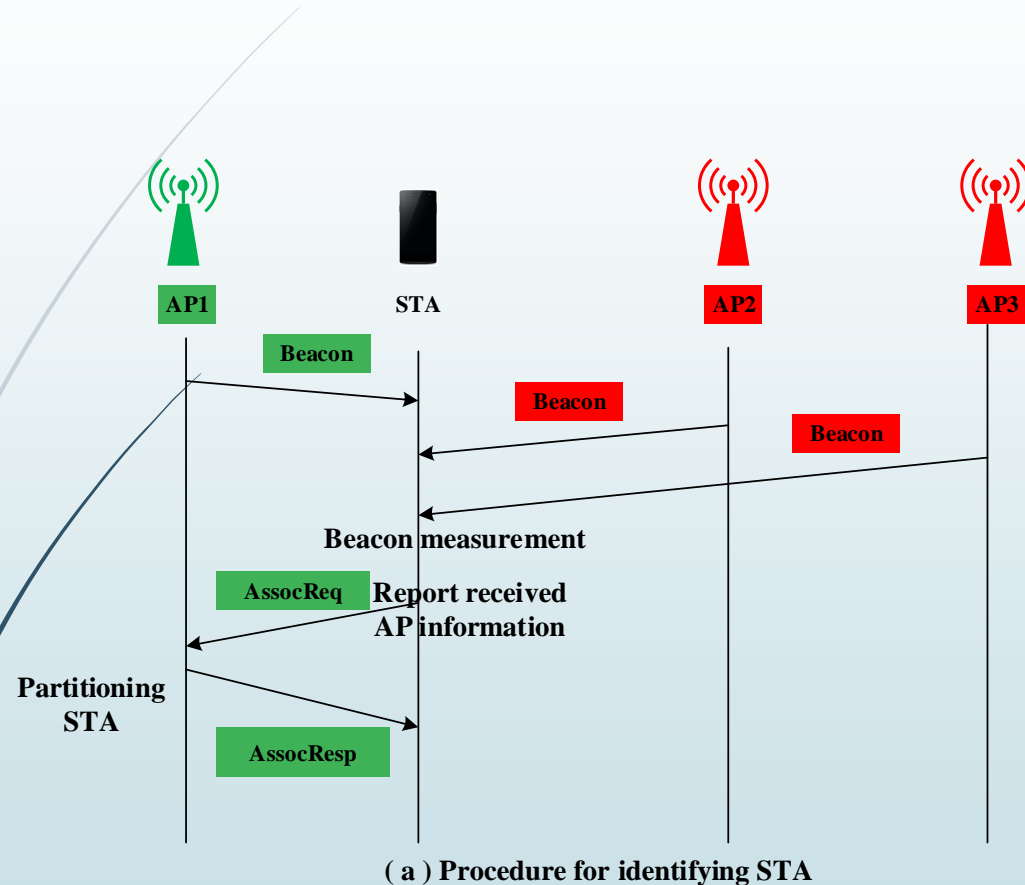 AP1
STA
AP2
AP3
Beacon
Beacon
Beacon
Beacon measurement
AssocReq
Report received
AP information
Partitioning
STA
AssocResp
( a ) Procedure for identifying STA